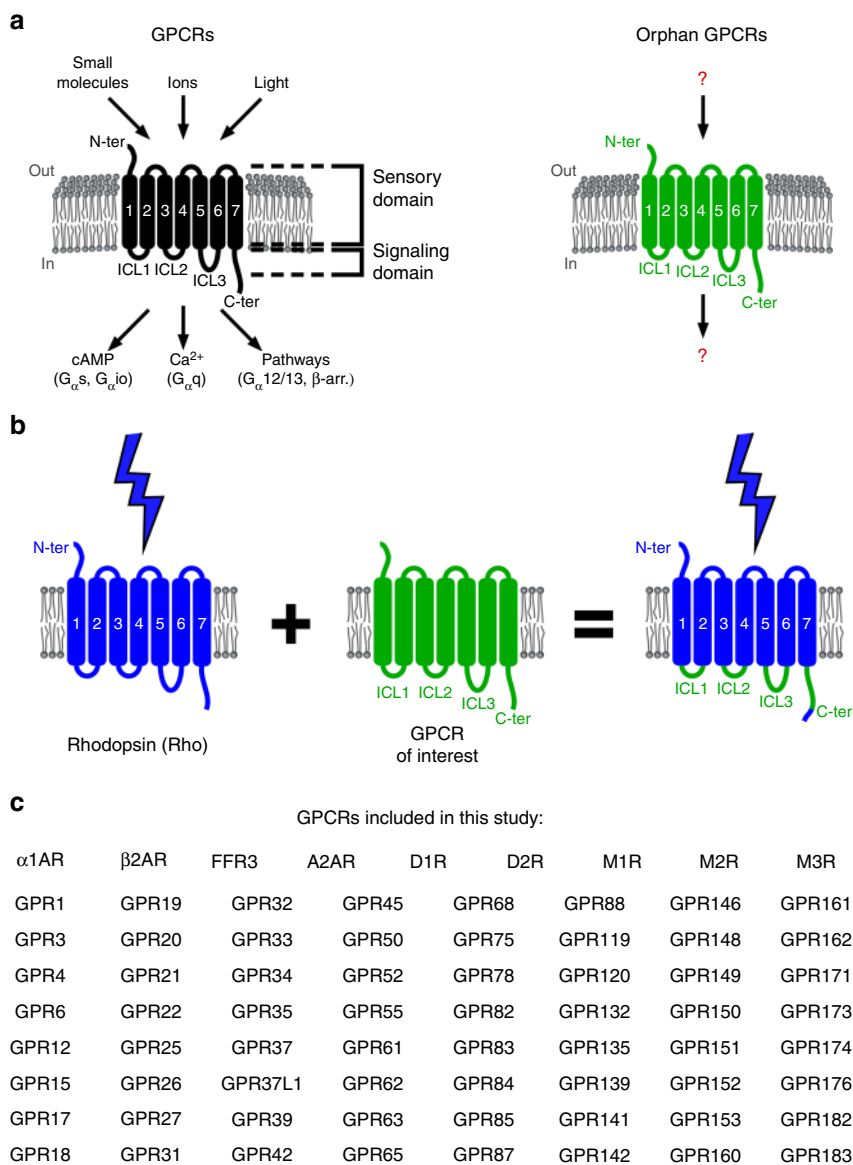 a
GPCRs
Orphan GPCRs
Small
molecules
Ions
Light
?
N-ter
N-ter
Out
Out
Sensory
domain
1 2 3 4 5 6 7
1 2 3 4 5 6 7
In
In
Signaling
domain
ICL1 ICL2 ICL3
ICL1 ICL2 ICL3
C-ter
C-ter
cAMP
(Gαs, Gαio)
Ca²⁺
(Gαq)
Pathways
(Gα12/13, β-arr.)
?
b
N-ter
N-ter
1 2 3 4 5 6 7
+
=
1 2 3 4 5 6 7
ICL1 ICL2 ICL3
C-ter
ICL1 ICL2 ICL3
C-ter
Rhodopsin (Rho)
GPCR
of interest
c
GPCRs included in this study:
α1AR β2AR FFR3 A2AR D1R D2R M1R M2R M3R
GPR1 GPR19 GPR32 GPR45 GPR68 GPR88 GPR146 GPR161
GPR3 GPR20 GPR33 GPR50 GPR75 GPR119 GPR148 GPR162
GPR4 GPR21 GPR34 GPR52 GPR78 GPR120 GPR149 GPR171
GPR6 GPR22 GPR35 GPR55 GPR82 GPR132 GPR150 GPR173
GPR12 GPR25 GPR37 GPR61 GPR83 GPR135 GPR151 GPR174
GPR15 GPR26 GPR37L1 GPR62 GPR84 GPR139 GPR152 GPR176
GPR17 GPR27 GPR39 GPR63 GPR85 GPR141 GPR153 GPR182
GPR18 GPR31 GPR42 GPR65 GPR87 GPR142 GPR160 GPR183